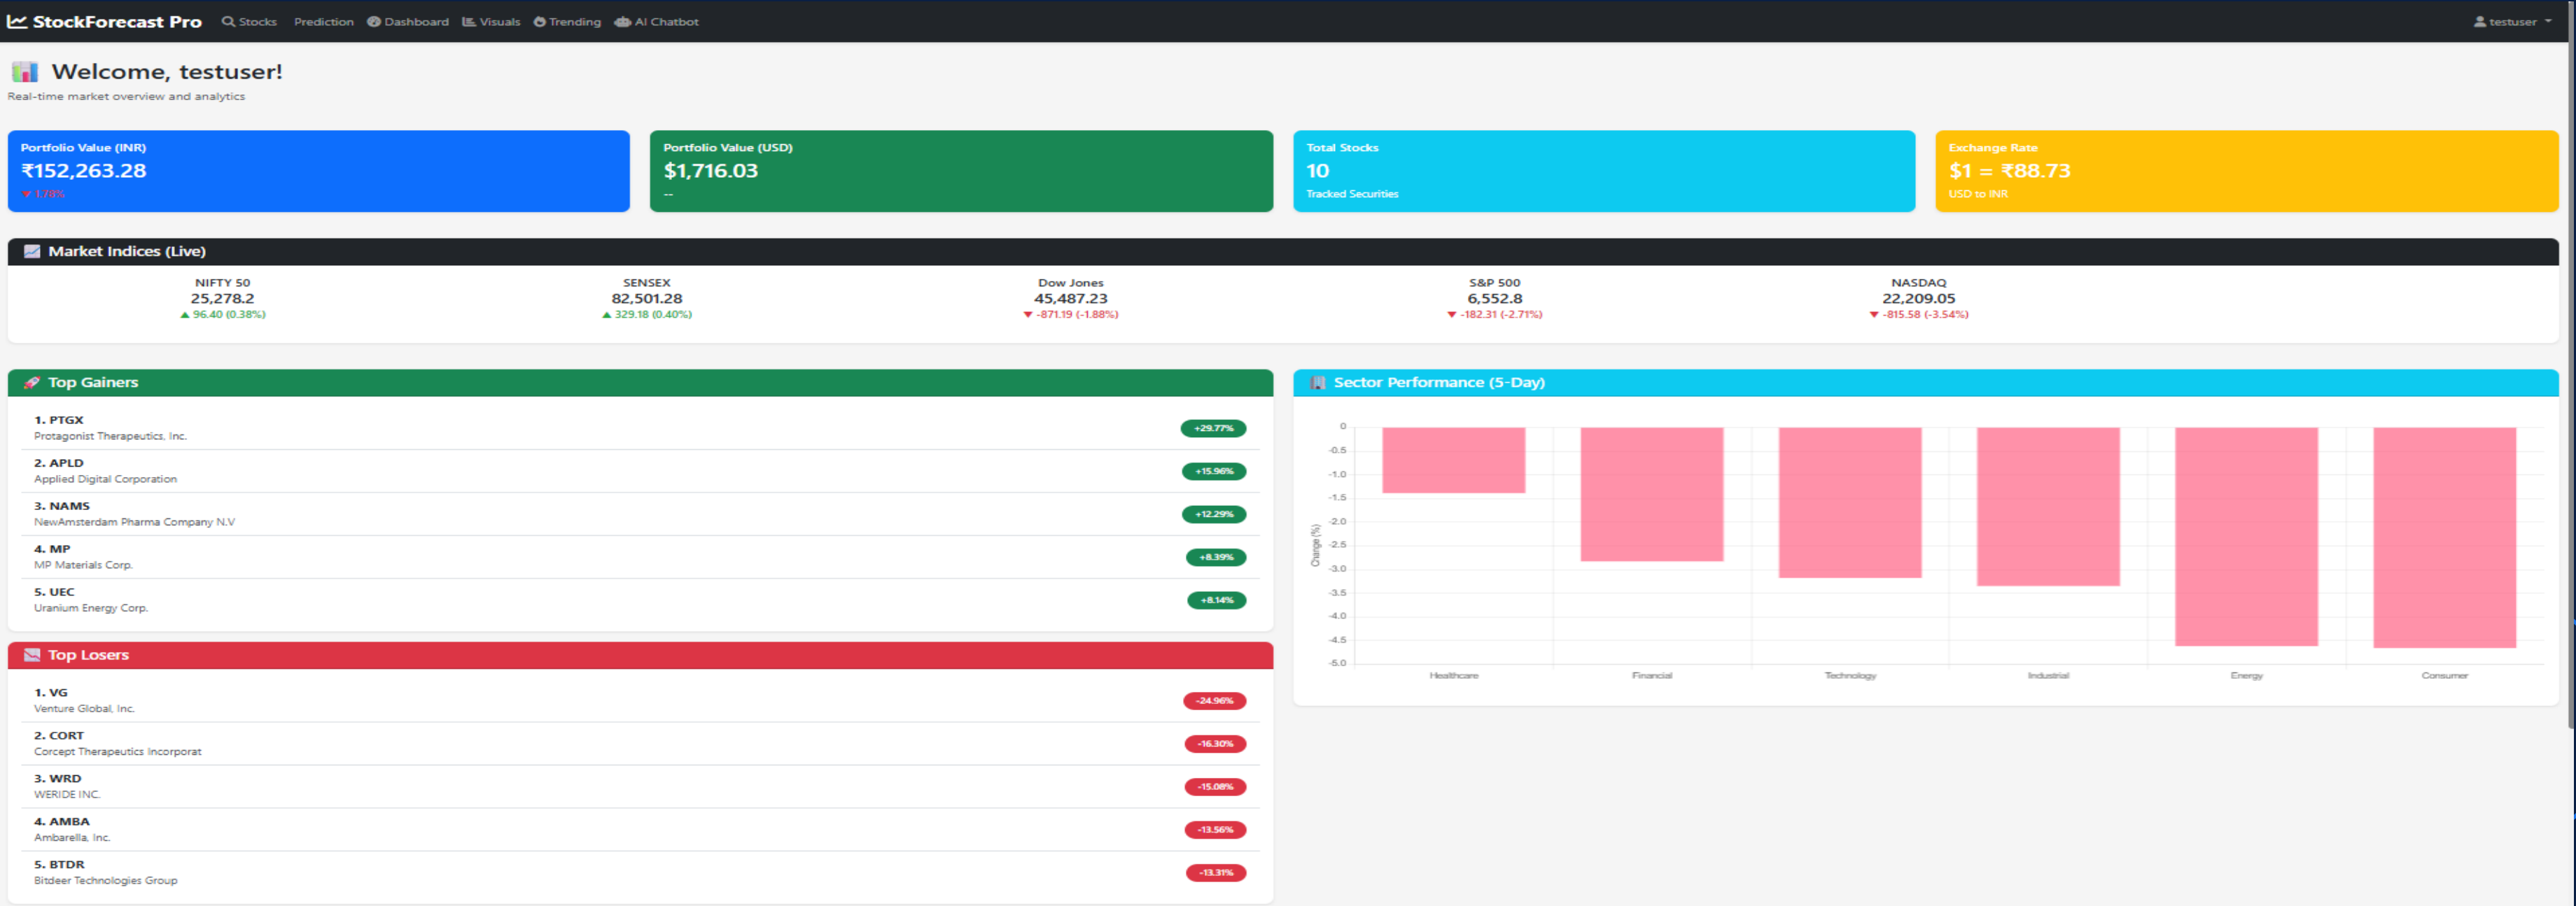 StockForecast Pro Stocks Prediction Dashboard Visuals Trending AI Chatbot testuser
Welcome, testuser!
Real-time market overview and analytics
Portfolio Value (INR)
₹152,263.28
▼ 1.78%
Portfolio Value (USD)
$1,716.03
--
Total Stocks
10
Tracked Securities
Exchange Rate
$1 = ₹88.73
USD to INR
Market Indices (Live)
NIFTY 50
25,278.2
▲ 96.40 (0.38%)
SENSEX
82,501.28
▲ 329.18 (0.40%)
Dow Jones
45,487.23
▼ -871.19 (-1.88%)
S&P 500
6,552.8
▼ -182.31 (-2.71%)
NASDAQ
22,209.05
▼ -815.58 (-3.54%)
Top Gainers
1. PTGX
Protagonist Therapeutics, Inc.
+29.77%
2. APLD
Applied Digital Corporation
+15.96%
3. NAMS
NewAmsterdam Pharma Company N.V
+12.29%
4. MP
MP Materials Corp.
+8.39%
5. UEC
Uranium Energy Corp.
+8.14%
Top Losers
1. VG
Venture Global, Inc.
-24.96%
2. CORT
Corcept Therapeutics Incorporat
-16.30%
3. WRD
WERIDE INC.
-15.08%
4. AMBA
Ambarella, Inc.
-13.56%
5. BTDR
Bitdeer Technologies Group
-13.31%
Sector Performance (5-Day)
Change (%)
0
-0.5
-1.0
-1.5
-2.0
-2.5
-3.0
-3.5
-4.0
-4.5
-5.0
Healthcare Financial Technology Industrial Energy Consumer